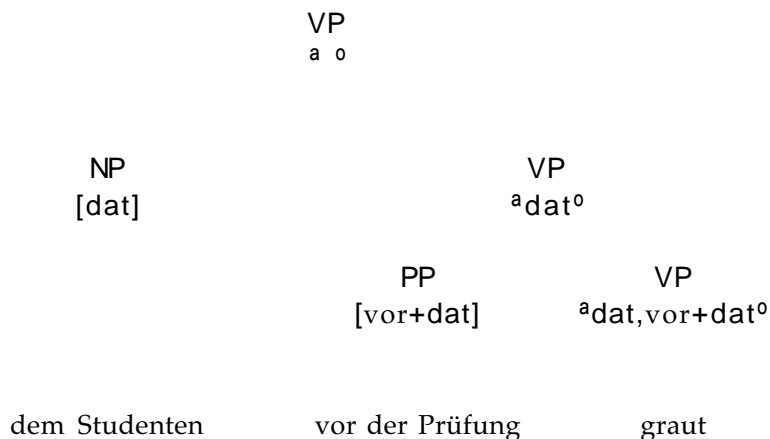 VP
a o
NP VP
[dat] ᵃdatᵒ
PP VP
[vor+dat] ᵃdat,vor+datᵒ
dem Studenten vor der Prüfung graut